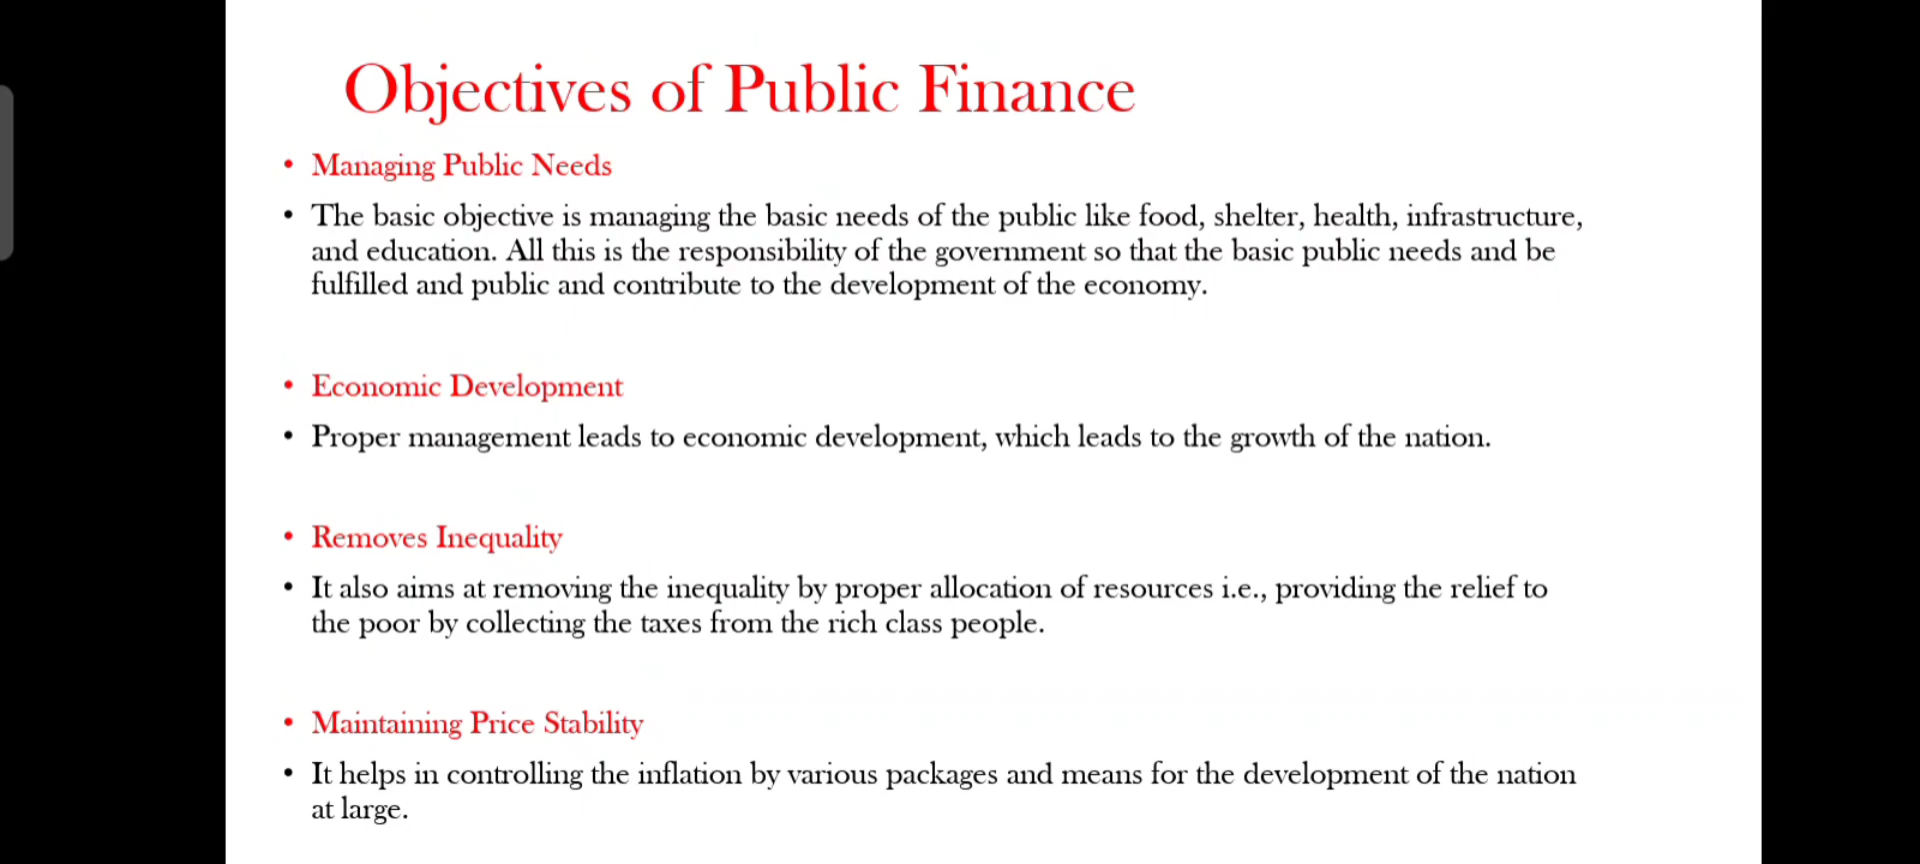 Objectives of Public Finance
• Managing Public Needs
• The basic objective is managing the basic needs of the public like food, shelter, health, infrastructure,
and education. All this is the responsibility of the government so that the basic public needs and be
fulfilled and public and contribute to the development of the economy.
• Economic Development
• Proper management leads to economic development, which leads to the growth of the nation.
• Removes Inequality
• It also aims at removing the inequality by proper allocation of resources i.e., providing the relief to
the poor by collecting the taxes from the rich class people.
• Maintaining Price Stability
• It helps in controlling the inflation by various packages and means for the development of the nation
at large.